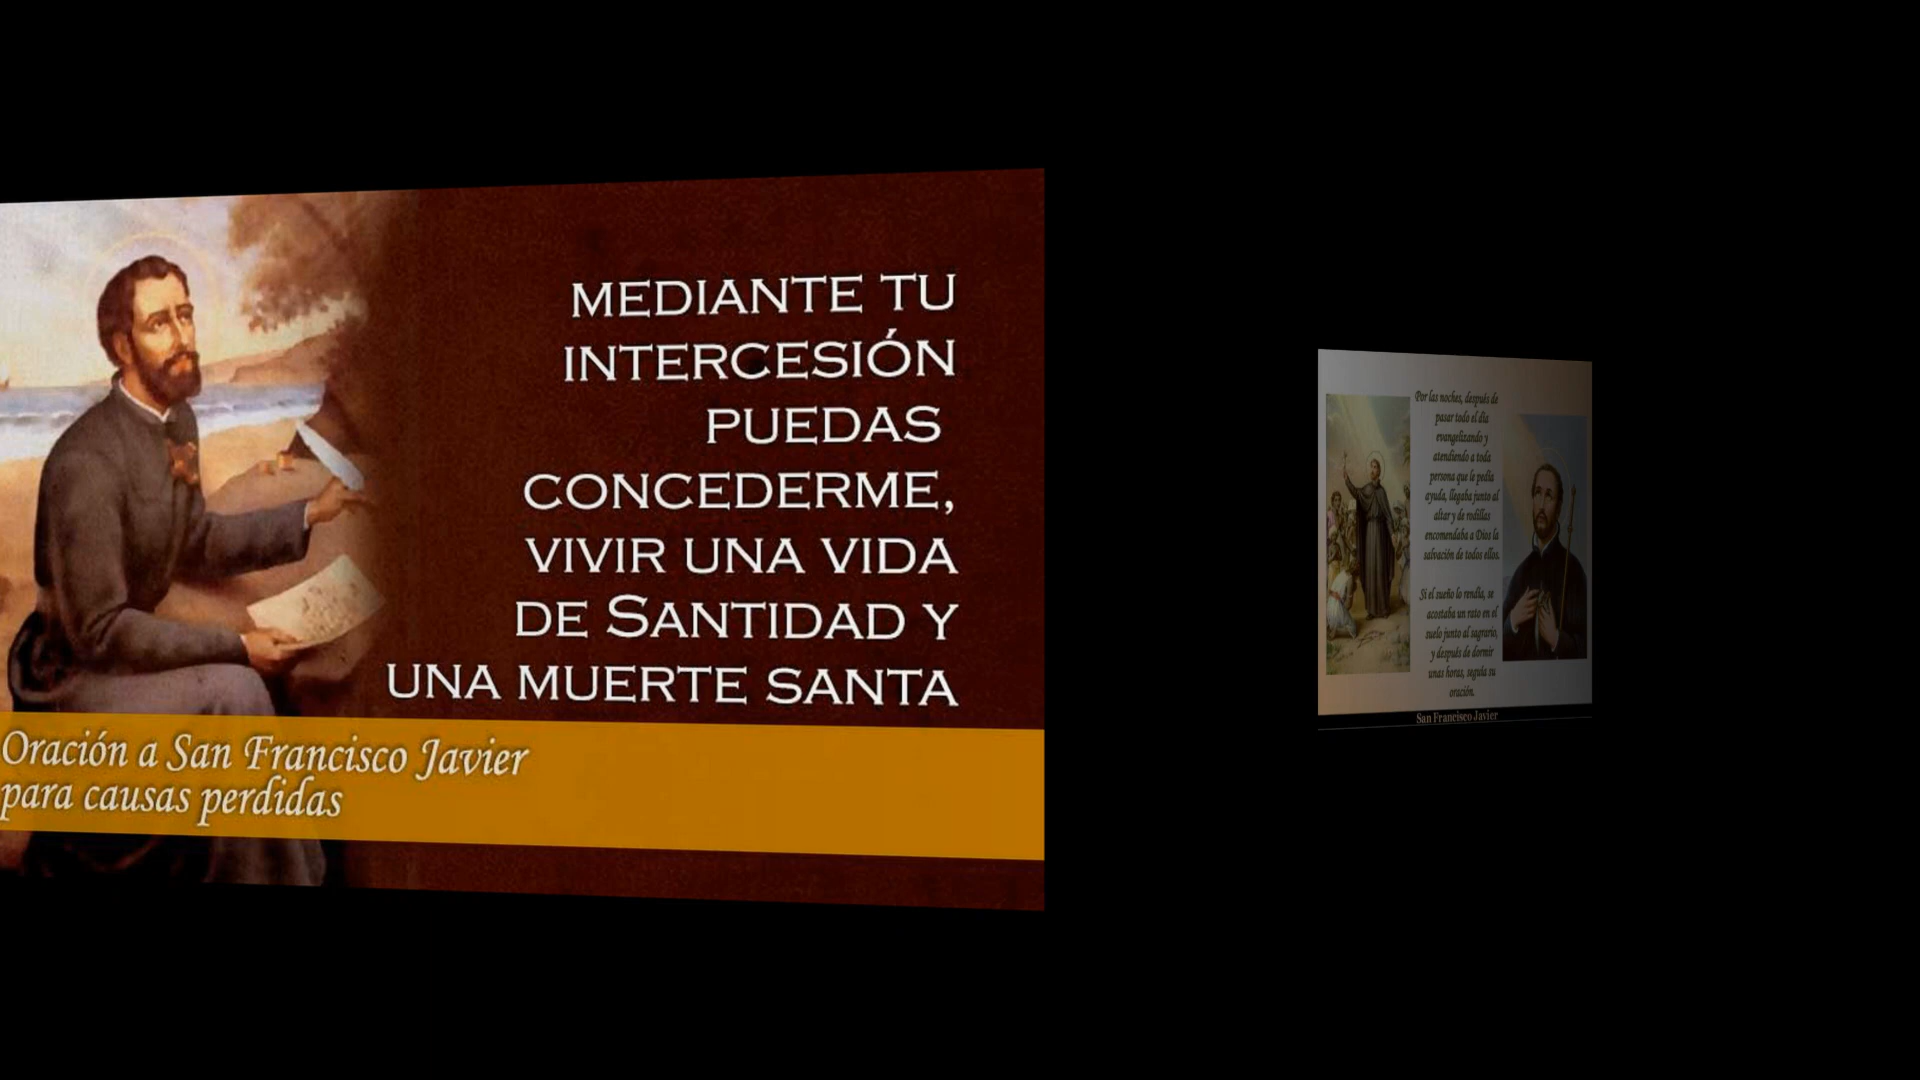 MEDIANTE TU
INTERCESIÓN
PUEDAS
CONCEDERME,
VIVIR UNA VIDA
DE SANTIDAD Y
UNA MUERTE SANTA
Oración a San Francisco Javier
para causas perdidas
Por las noches, después de
pasar todo el día
evangelizando y
atendiendo a toda
persona que le pedía
ayuda, llegaba junto al
altar y de rodillas
encomendaba a Dios la
salvación de todos ellos.
Si el sueño lo rendía, se
acostaba un rato en el
suelo junto al sagrario,
y después de dormir
unas horas, seguía su
oración.
San Francisco Javier